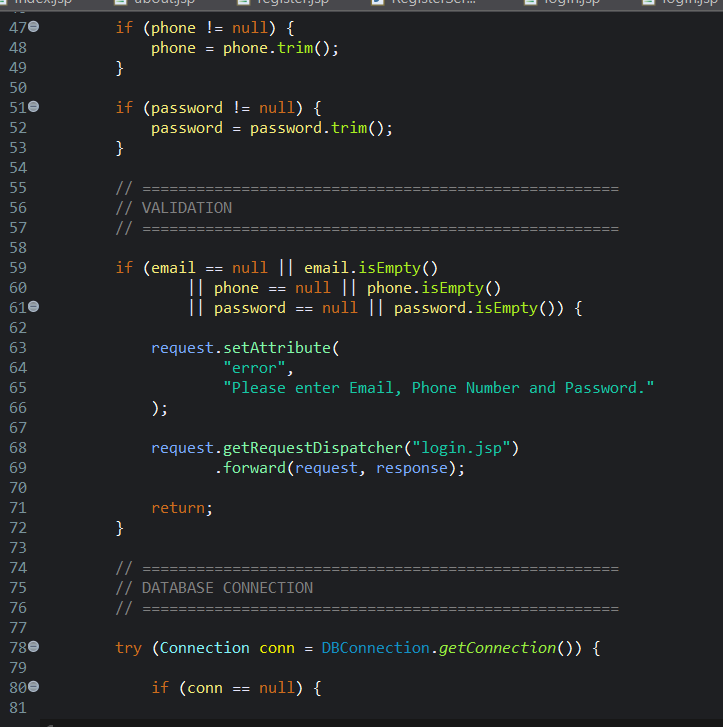 index.jsp about.jsp register.jsp RegisterSer... login.jsp login.jsp
47 if (phone != null) {
48 phone = phone.trim();
49 }
50
51 if (password != null) {
52 password = password.trim();
53 }
54
55 // =====================================================
56 // VALIDATION
57 // =====================================================
58
59 if (email == null || email.isEmpty()
60 || phone == null || phone.isEmpty()
61 || password == null || password.isEmpty()) {
62
63 request.setAttribute(
64 "error",
65 "Please enter Email, Phone Number and Password."
66 );
67
68 request.getRequestDispatcher("login.jsp")
69 .forward(request, response);
70
71 return;
72 }
73
74 // =====================================================
75 // DATABASE CONNECTION
76 // =====================================================
77
78 try (Connection conn = DBConnection.getConnection()) {
79
80 if (conn == null) {
81